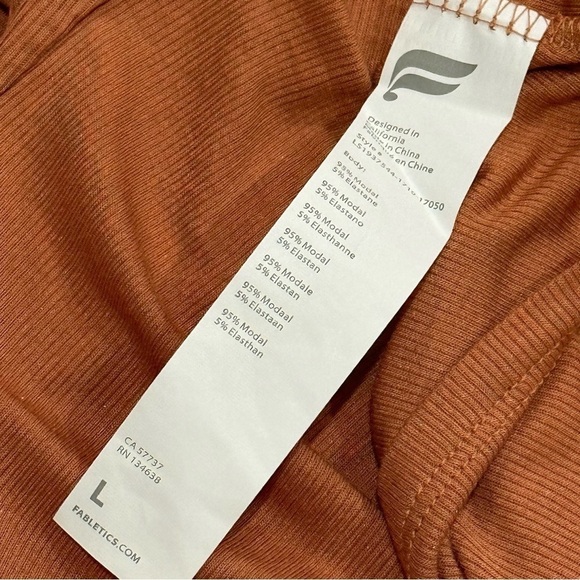 Designed in
California
in China
en Chine
Body:
95% Modal
5% Elastane
95% Modal
5% Elastano
95% Modal
5% Elasthanne
95% Modal
5% Elastan
95% Modale
5% Elastan
95% Modaal
5% Elastaan
95% Modal
5% Elasthan
CA 57737
RN 134638
L
FABLETICS.COM